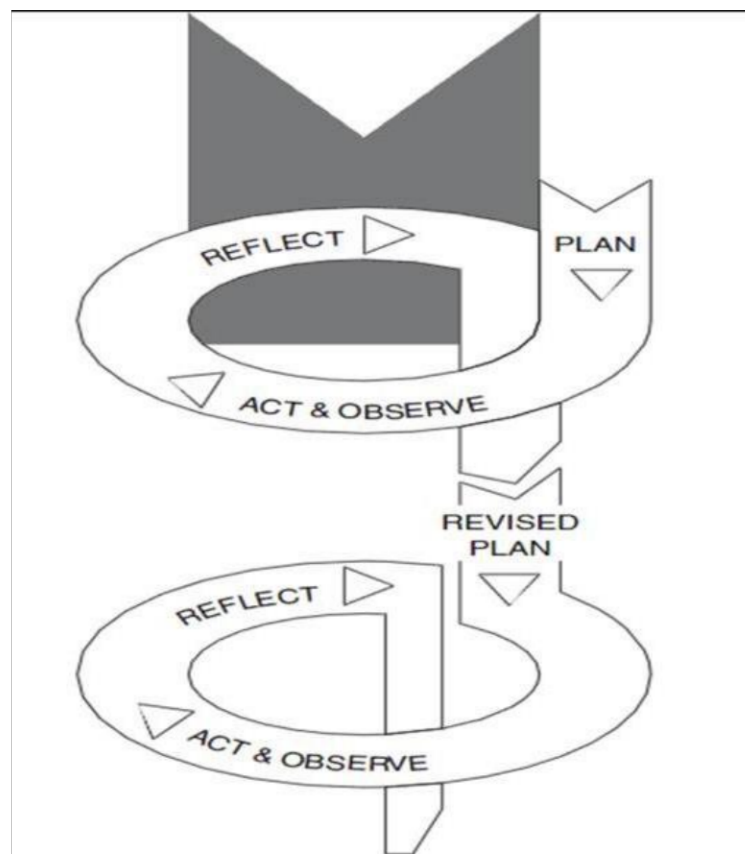 REFLECT
PLAN
ACT & OBSERVE
REVISED
PLAN
REFLECT
ACT & OBSERVE